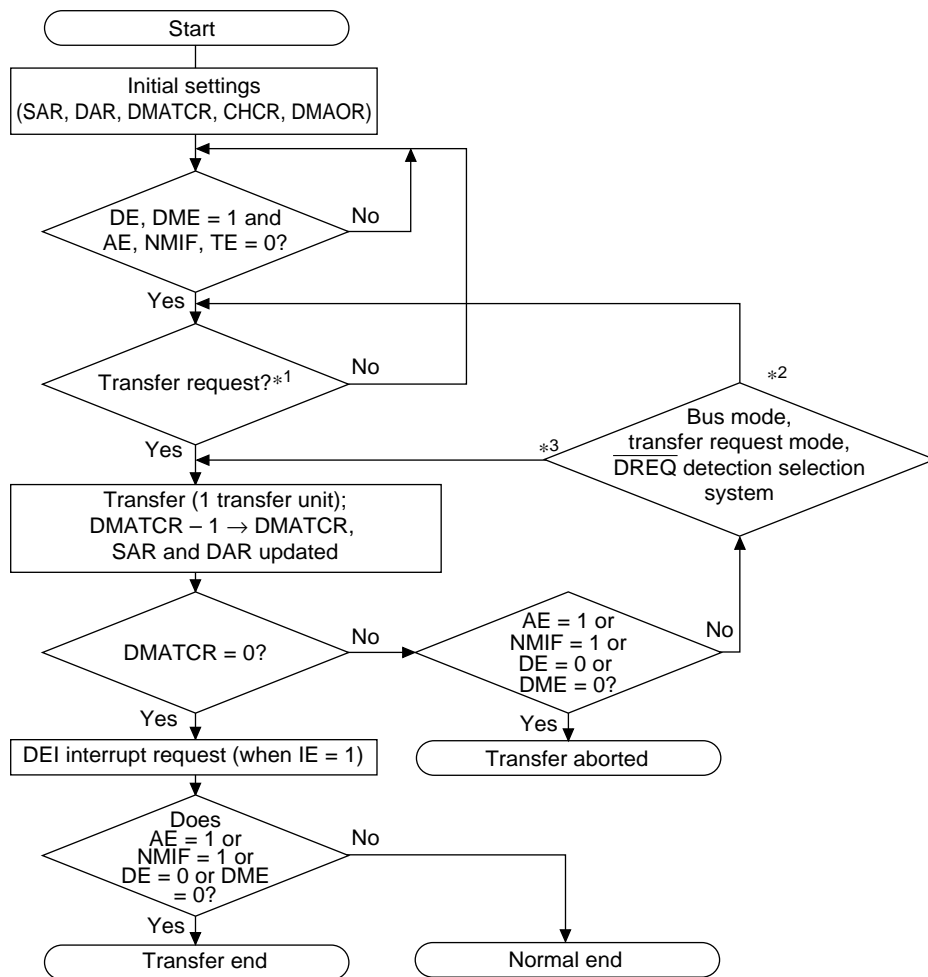 Start
Initial settings
(SAR, DAR, DMATCR, CHCR, DMAOR)
DE, DME = 1 and
AE, NMIF, TE = 0?
No
Yes
Transfer request?*1
No
Yes
*2
Bus mode,
transfer request mode,
DREQ detection selection
system
*3
Transfer (1 transfer unit);
DMATCR – 1 → DMATCR,
SAR and DAR updated
DMATCR = 0?
No
Yes
AE = 1 or
NMIF = 1 or
DE = 0 or
DME = 0?
No
Yes
Transfer aborted
DEI interrupt request (when IE = 1)
Does
AE = 1 or
NMIF = 1 or
DE = 0 or DME
= 0?
No
Yes
Transfer end
Normal end